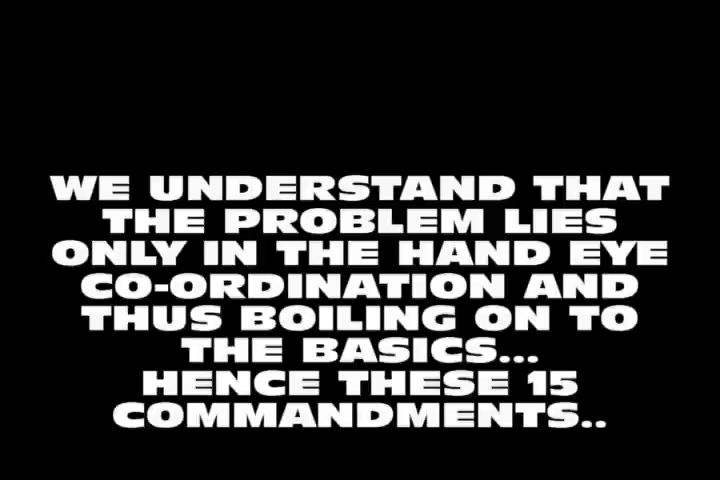 WE UNDERSTAND THAT
THE PROBLEM LIES
ONLY IN THE HAND EYE
CO-ORDINATION AND
THUS BOILING ON TO
THE BASICS...
HENCE THESE 15
COMMANDMENTS..